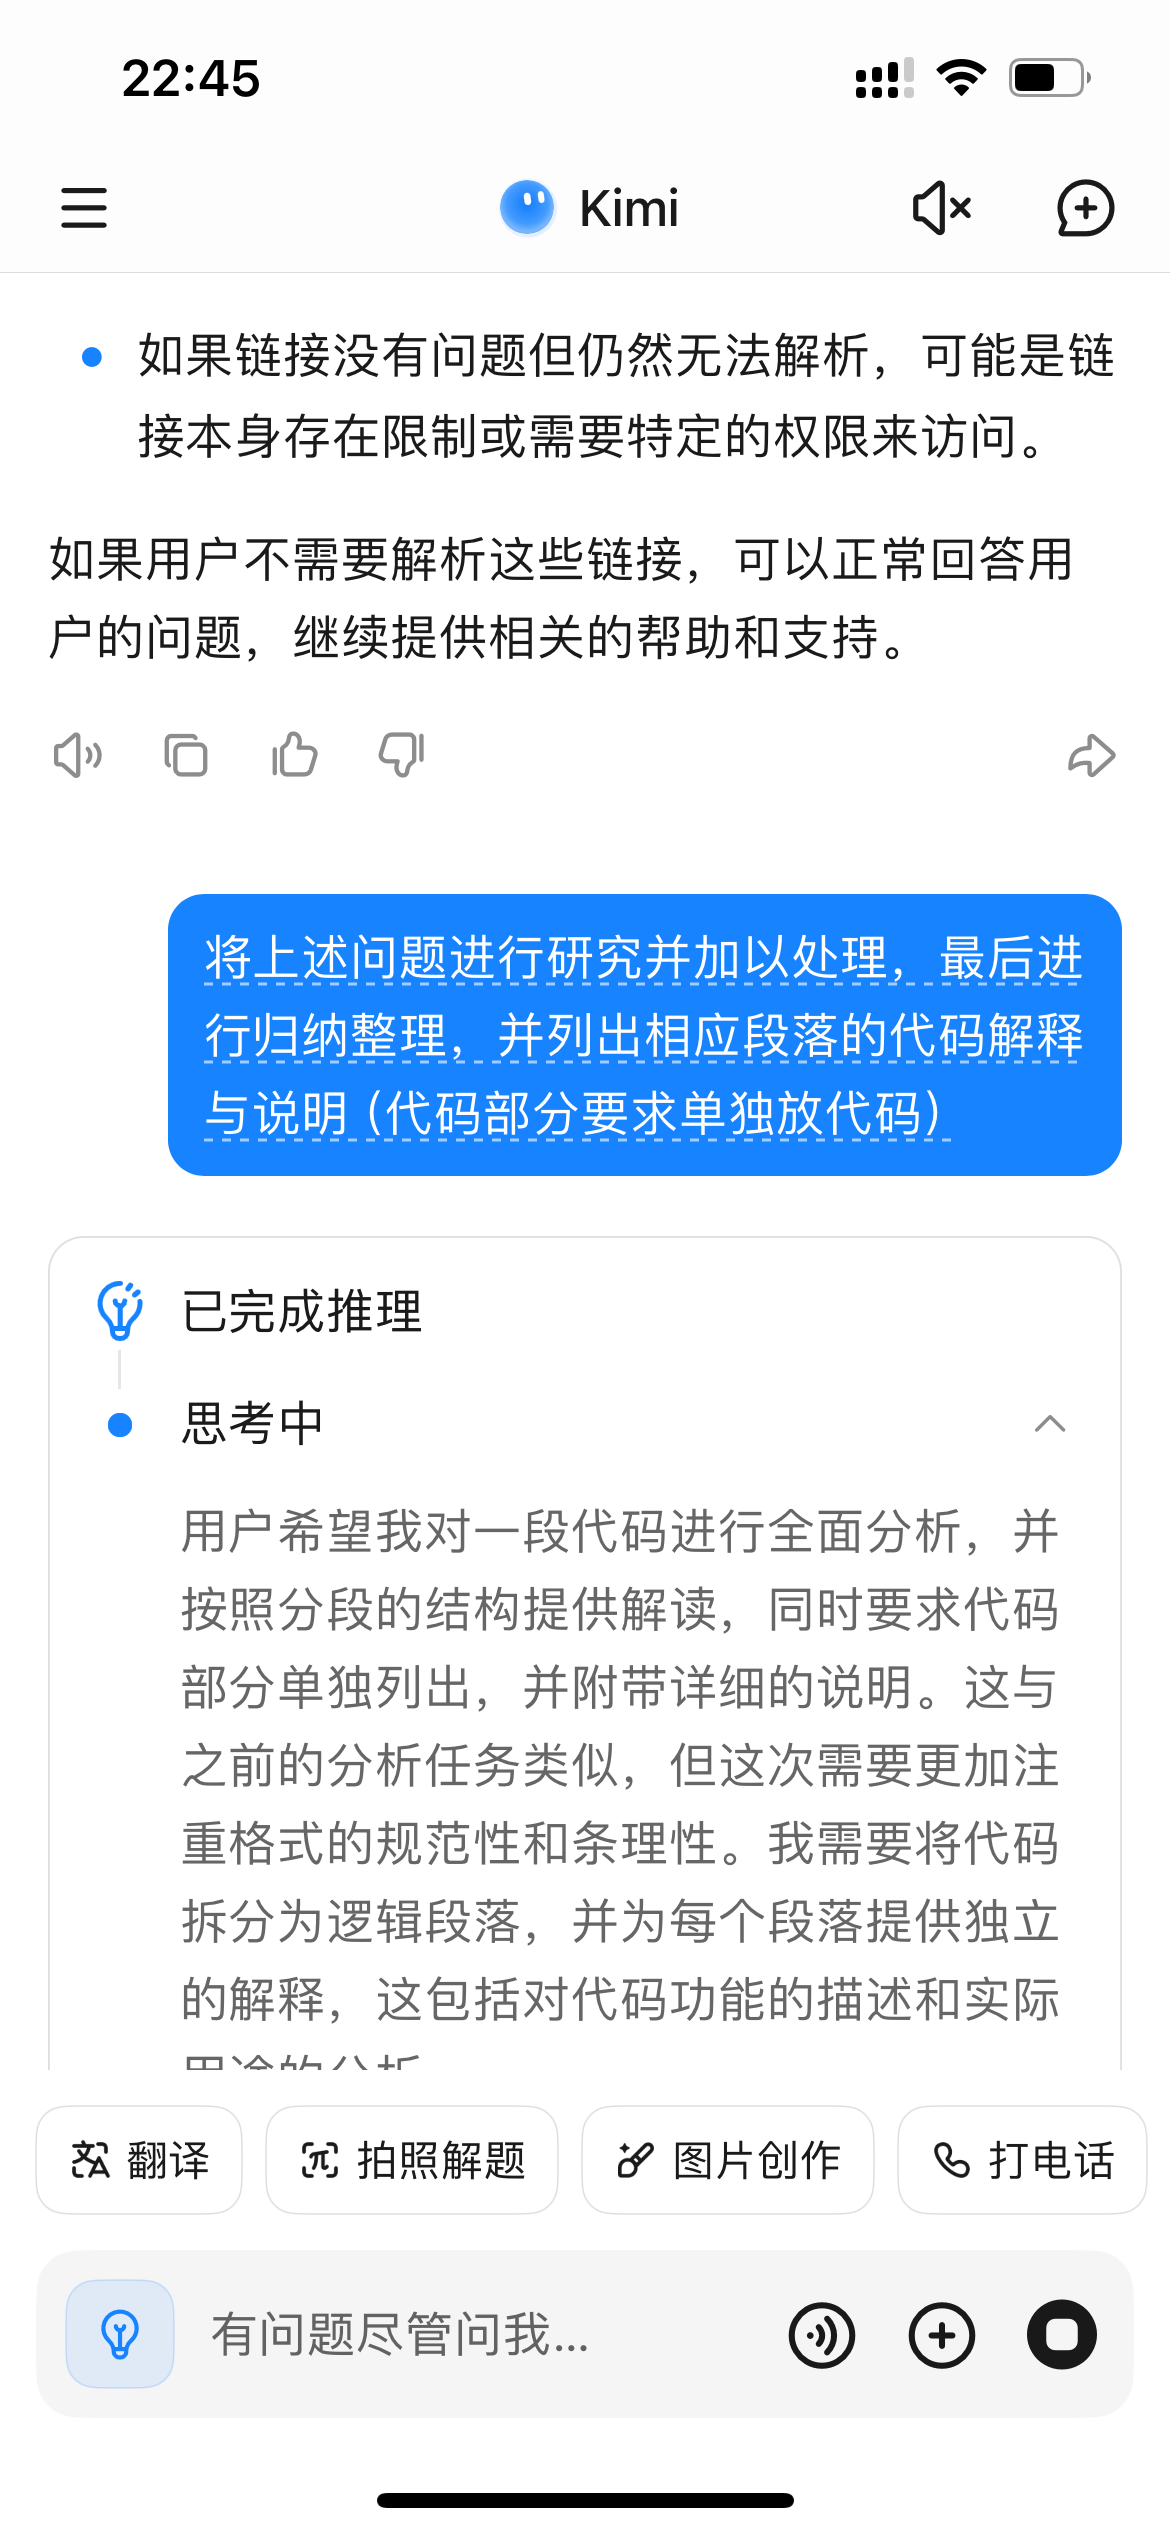 22:45
Kimi
如果链接没有问题但仍然无法解析，可能是链
接本身存在限制或需要特定的权限来访问。
如果用户不需要解析这些链接，可以正常回答用
户的问题，继续提供相关的帮助和支持。
将上述问题进行研究并加以处理，最后进
行归纳整理，并列出相应段落的代码解释
与说明（代码部分要求单独放代码）
已完成推理
思考中
用户希望我对一段代码进行全面分析，并
按照分段的结构提供解读，同时要求代码
部分单独列出，并附带详细的说明。这与
之前的分析任务类似，但这次需要更加注
重格式的规范性和条理性。我需要将代码
拆分为逻辑段落，并为每个段落提供独立
的解释，这包括对代码功能的描述和实际
用途的分析
翻译
拍照解题
图片创作
打电话
有问题尽管问我...